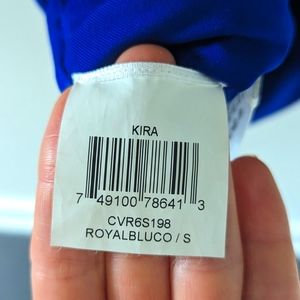 KIRA
7 49100 78641 3
CVR6S198
ROYALBLUCO / S